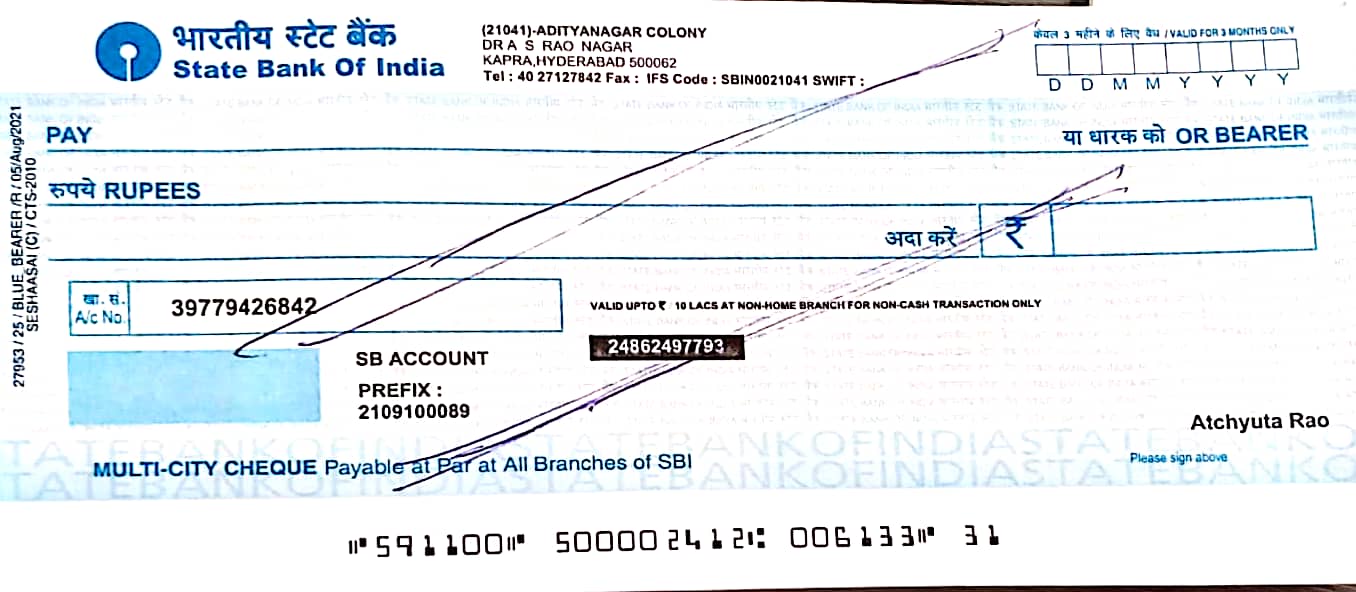 भारतीय स्टेट बैंक
State Bank Of India
(21041)-ADITYANAGAR COLONY
DR A S RAO NAGAR
KAPRA,HYDERABAD 500062
Tel : 40 27127842 Fax : IFS Code : SBIN0021041 SWIFT :
केवल 3 महीने के लिए वैध / VALID FOR 3 MONTHS ONLY
D D M M Y Y Y Y
PAY
या धारक को OR BEARER
रुपये RUPEES
अदा करें ₹
खा. सं.
A/c No.
39779426842
VALID UPTO ₹ 10 LACS AT NON-HOME BRANCH FOR NON-CASH TRANSACTION ONLY
24862497793
SB ACCOUNT
PREFIX :
2109100089
Atchyuta Rao
Please sign above
MULTI-CITY CHEQUE Payable at Par at All Branches of SBI
STATEBANKOFINDIASTATEBANKO
⑈591100⑈ 500002412⑆ 006133⑈ 31
27953 / 25 / BLUE_BEARER /R / 05/Aug/2021
SESHAASAI (C) / CTS-2010